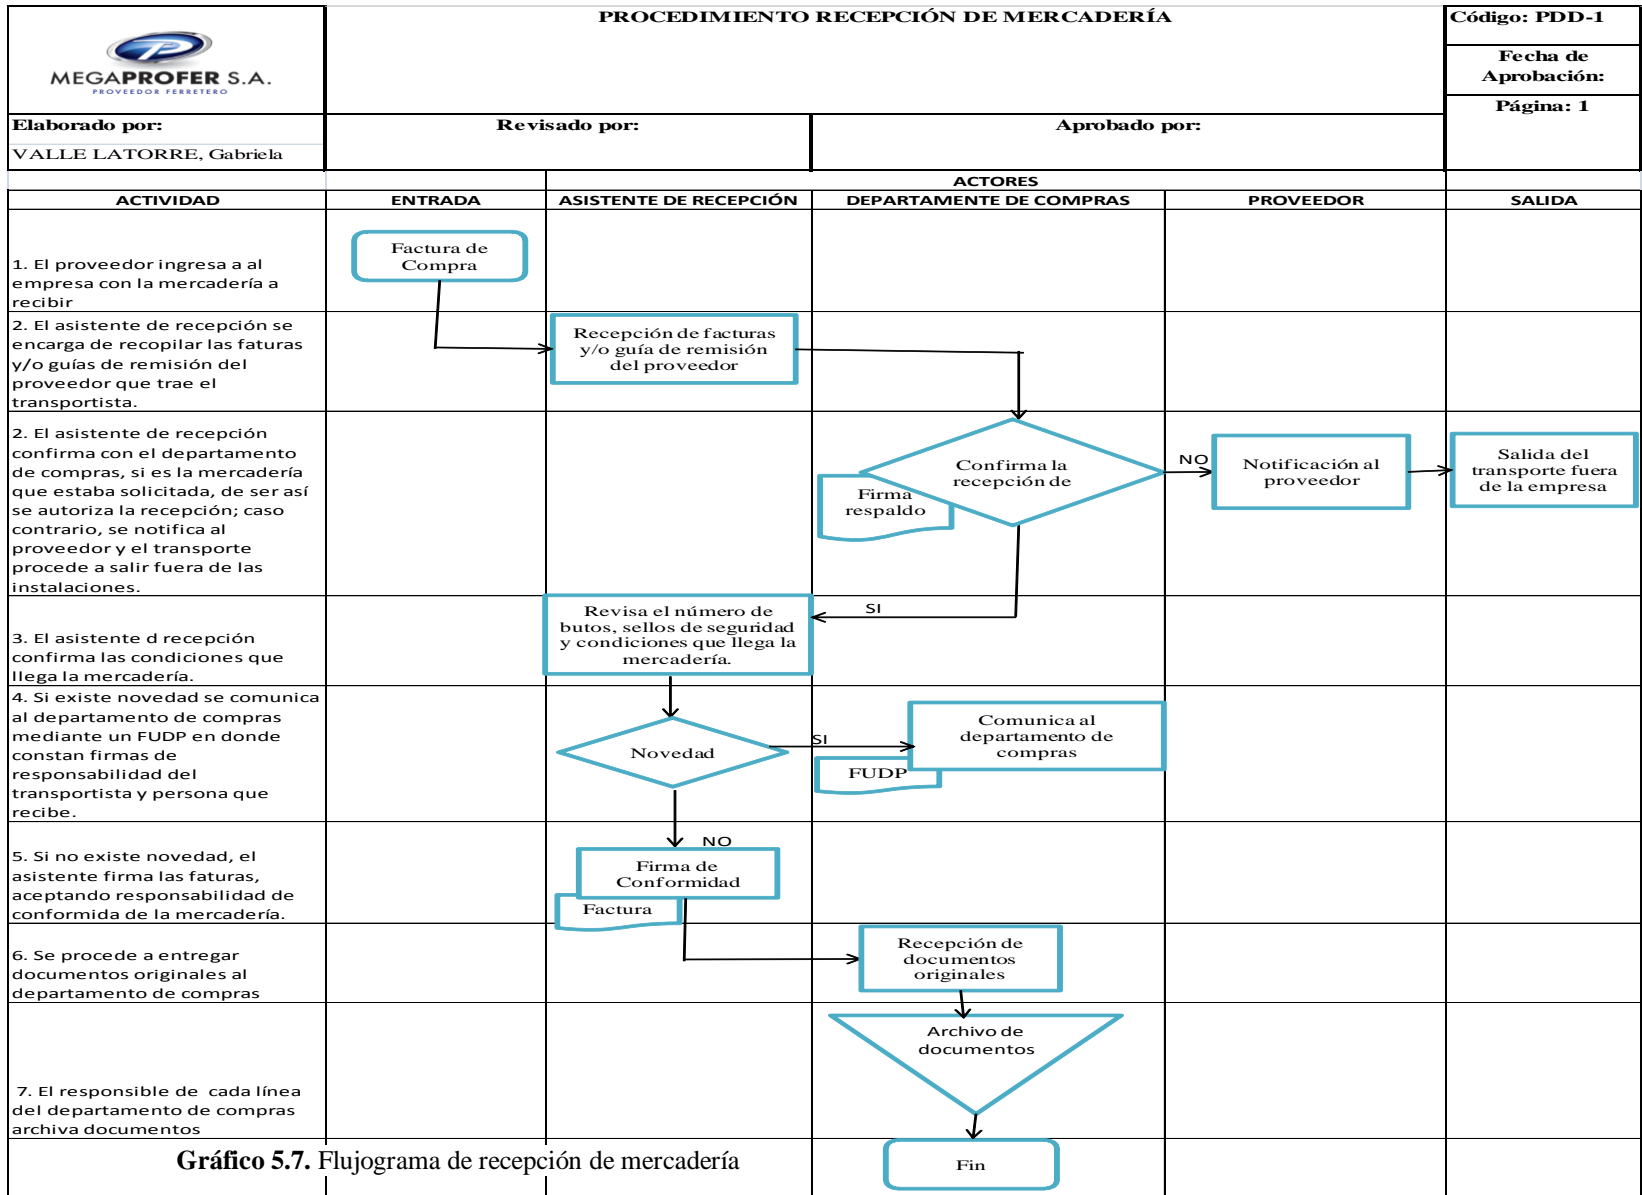 PROCEDIMIENTO RECEPCIÓN DE MERCADERÍA
Código: PDD-1
MEGAPROFER S.A.
PROVEEDOR FERRETERO
Fecha de
Aprobación:
Página: 1
Elaborado por:
Revisado por:
Aprobado por:
VALLE LATORRE, Gabriela
ACTORES
ACTIVIDAD
ENTRADA
ASISTENTE DE RECEPCIÓN
DEPARTAMENTE DE COMPRAS
PROVEEDOR
SALIDA
1. El proveedor ingresa a al
empresa con la mercadería a
recibir
Factura de
Compra
2. El asistente de recepción se
encarga de recopilar las faturas
y/o guías de remisión del
proveedor que trae el
transportista.
Recepción de facturas
y/o guía de remisión
del proveedor
2. El asistente de recepción
confirma con el departamento
de compras, si es la mercadería
que estaba solicitada, de ser así
se autoriza la recepción; caso
contrario, se notifica al
proveedor y el transporte
procede a salir fuera de las
instalaciones.
Confirma la
recepción de
Firma
respaldo
NO
Notificación al
proveedor
Salida del
transporte fuera
de la empresa
SI
3. El asistente d recepción
confirma las condiciones que
llega la mercadería.
Revisa el número de
butos, sellos de seguridad
y condiciones que llega la
mercadería.
4. Si existe novedad se comunica
al departamento de compras
mediante un FUDP en donde
constan firmas de
responsabilidad del
transportista y persona que
recibe.
Novedad
SI
Comunica al
departamento de
compras
FUDP
NO
5. Si no existe novedad, el
asistente firma las faturas,
aceptando responsabilidad de
conformida de la mercadería.
Firma de
Conformidad
Factura
6. Se procede a entregar
documentos originales al
departamento de compras
Recepción de
documentos
originales
7. El responsible de cada línea
del departamento de compras
archiva documentos
Archivo de
documentos
Fin
Gráfico 5.7. Flujograma de recepción de mercadería